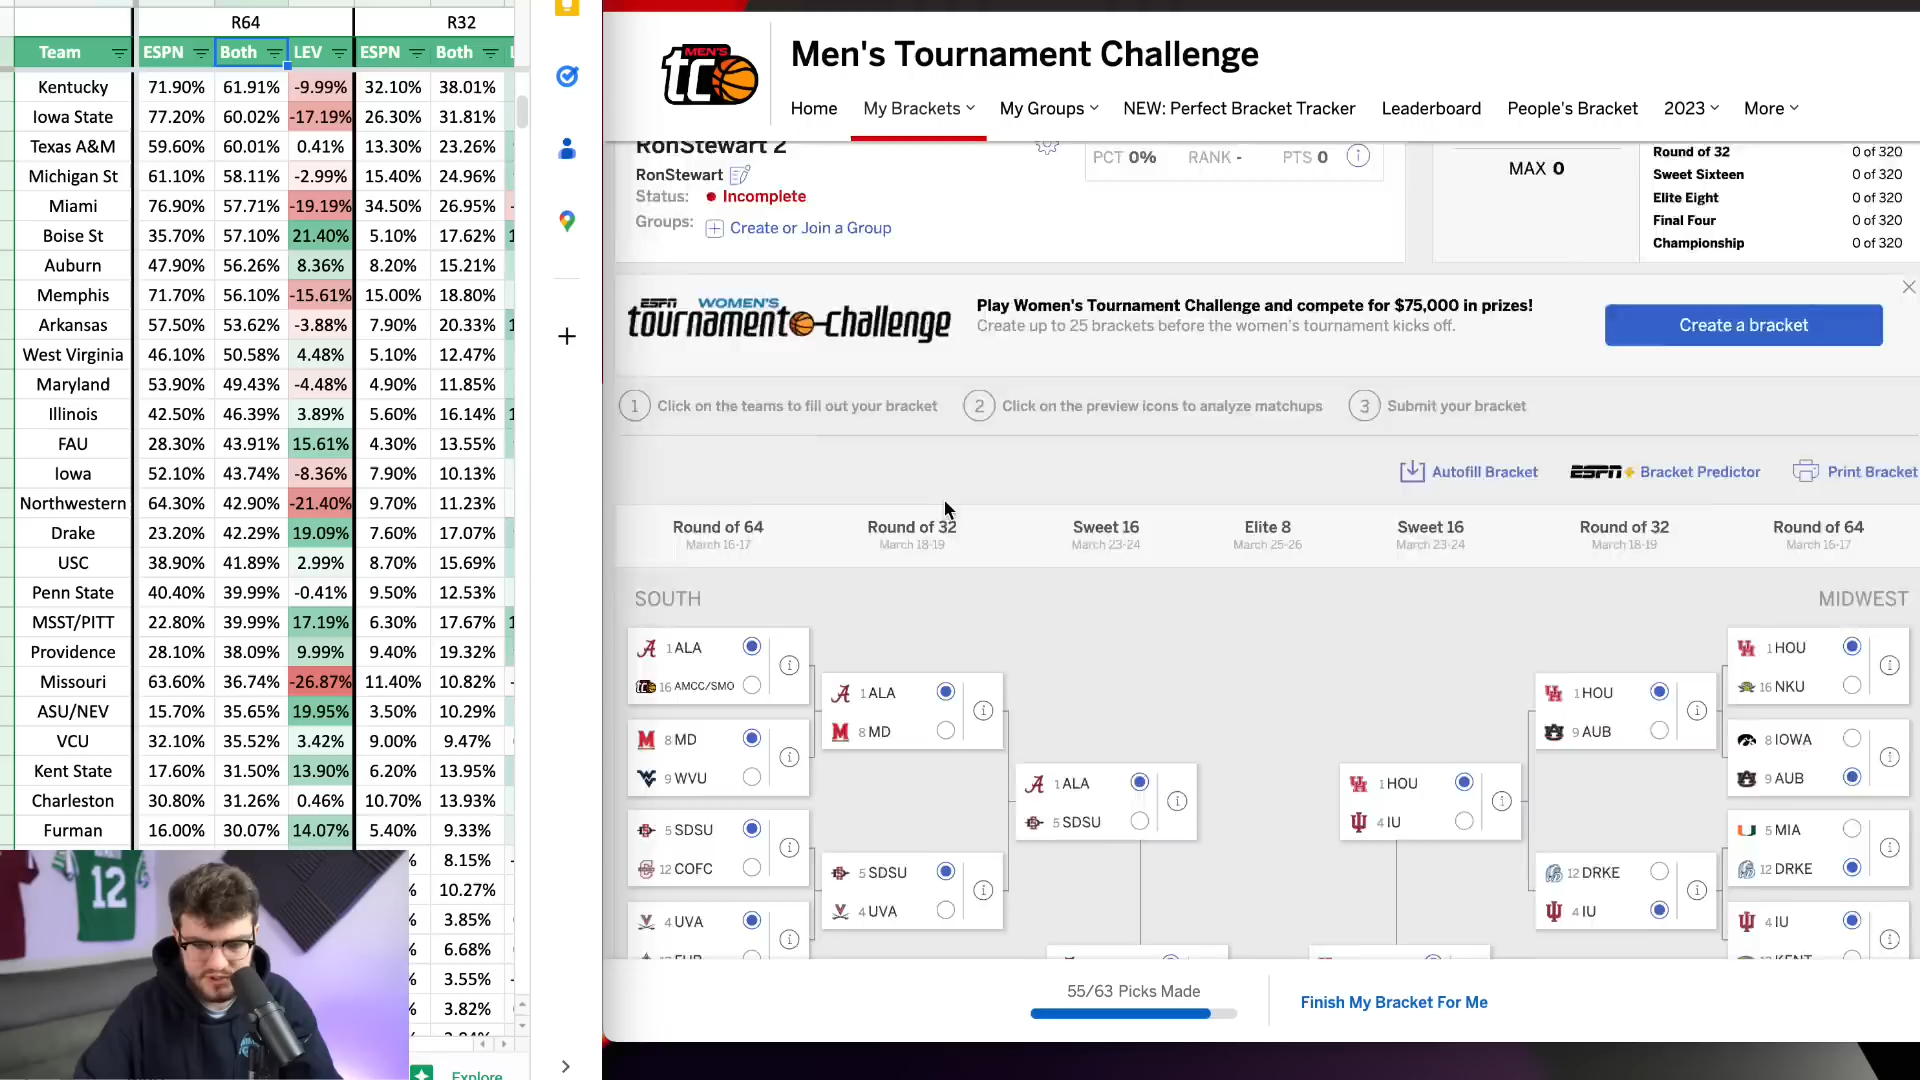 R64 R32
Team ESPN Both LEV ESPN Both
Kentucky 71.90% 61.91% -9.99% 32.10% 38.01%
Iowa State 77.20% 60.02% -17.19% 26.30% 31.81%
Texas A&M 59.60% 60.01% 0.41% 13.30% 23.26%
Michigan St 61.10% 58.11% -2.99% 15.40% 24.96%
Miami 76.90% 57.71% -19.19% 34.50% 26.95%
Boise St 35.70% 57.10% 21.40% 5.10% 17.62%
Auburn 47.90% 56.26% 8.36% 8.20% 15.21%
Memphis 71.70% 56.10% -15.61% 15.00% 18.80%
Arkansas 57.50% 53.62% -3.88% 7.90% 20.33%
West Virginia 46.10% 50.58% 4.48% 5.10% 12.47%
Maryland 53.90% 49.43% -4.48% 4.90% 11.85%
Illinois 42.50% 46.39% 3.89% 5.60% 16.14%
FAU 28.30% 43.91% 15.61% 4.30% 13.55%
Iowa 52.10% 43.74% -8.36% 7.90% 10.13%
Northwestern 64.30% 42.90% -21.40% 9.70% 11.23%
Drake 23.20% 42.29% 19.09% 7.60% 17.07%
USC 38.90% 41.89% 2.99% 8.70% 15.69%
Penn State 40.40% 39.99% -0.41% 9.50% 12.53%
MSST/PITT 22.80% 39.99% 17.19% 6.30% 17.67%
Providence 28.10% 38.09% 9.99% 9.40% 19.32%
Missouri 63.60% 36.74% -26.87% 11.40% 10.82%
ASU/NEV 15.70% 35.65% 19.95% 3.50% 10.29%
VCU 32.10% 35.52% 3.42% 9.00% 9.47%
Kent State 17.60% 31.50% 13.90% 6.20% 13.95%
Charleston 30.80% 31.26% 0.46% 10.70% 13.93%
Furman 16.00% 30.07% 14.07% 5.40% 9.33%
8.15%
10.27%
3.85%
6.68%
3.55%
3.82%
12
Explore
MEN'S
tc
Men's Tournament Challenge
Home My Brackets My Groups NEW: Perfect Bracket Tracker Leaderboard People's Bracket 2023 More
RonStewart 2
RonStewart
Status: Incomplete
Groups: Create or Join a Group
PCT 0% RANK - PTS 0
MAX 0
Round of 32 0 of 320
Sweet Sixteen 0 of 320
Elite Eight 0 of 320
Final Four 0 of 320
Championship 0 of 320
ESPN WOMEN'S
tournament challenge
Play Women's Tournament Challenge and compete for $75,000 in prizes!
Create up to 25 brackets before the women's tournament kicks off.
Create a bracket
1 Click on the teams to fill out your bracket 2 Click on the preview icons to analyze matchups 3 Submit your bracket
Autofill Bracket ESPN+ Bracket Predictor Print Bracket
Round of 64 Round of 32 Sweet 16 Elite 8 Sweet 16 Round of 32 Round of 64
March 16-17 March 18-19 March 23-24 March 25-26 March 23-24 March 18-19 March 16-17
SOUTH MIDWEST
1 ALA
16 AMCC/SMO
8 MD
9 WVU
5 SDSU
12 COFC
4 UVA
1 ALA
8 MD
5 SDSU
4 UVA
1 ALA
5 SDSU
1 HOU
4 IU
1 HOU
9 AUB
12 DRKE
4 IU
1 HOU
16 NKU
8 IOWA
9 AUB
5 MIA
12 DRKE
4 IU
55/63 Picks Made
Finish My Bracket For Me